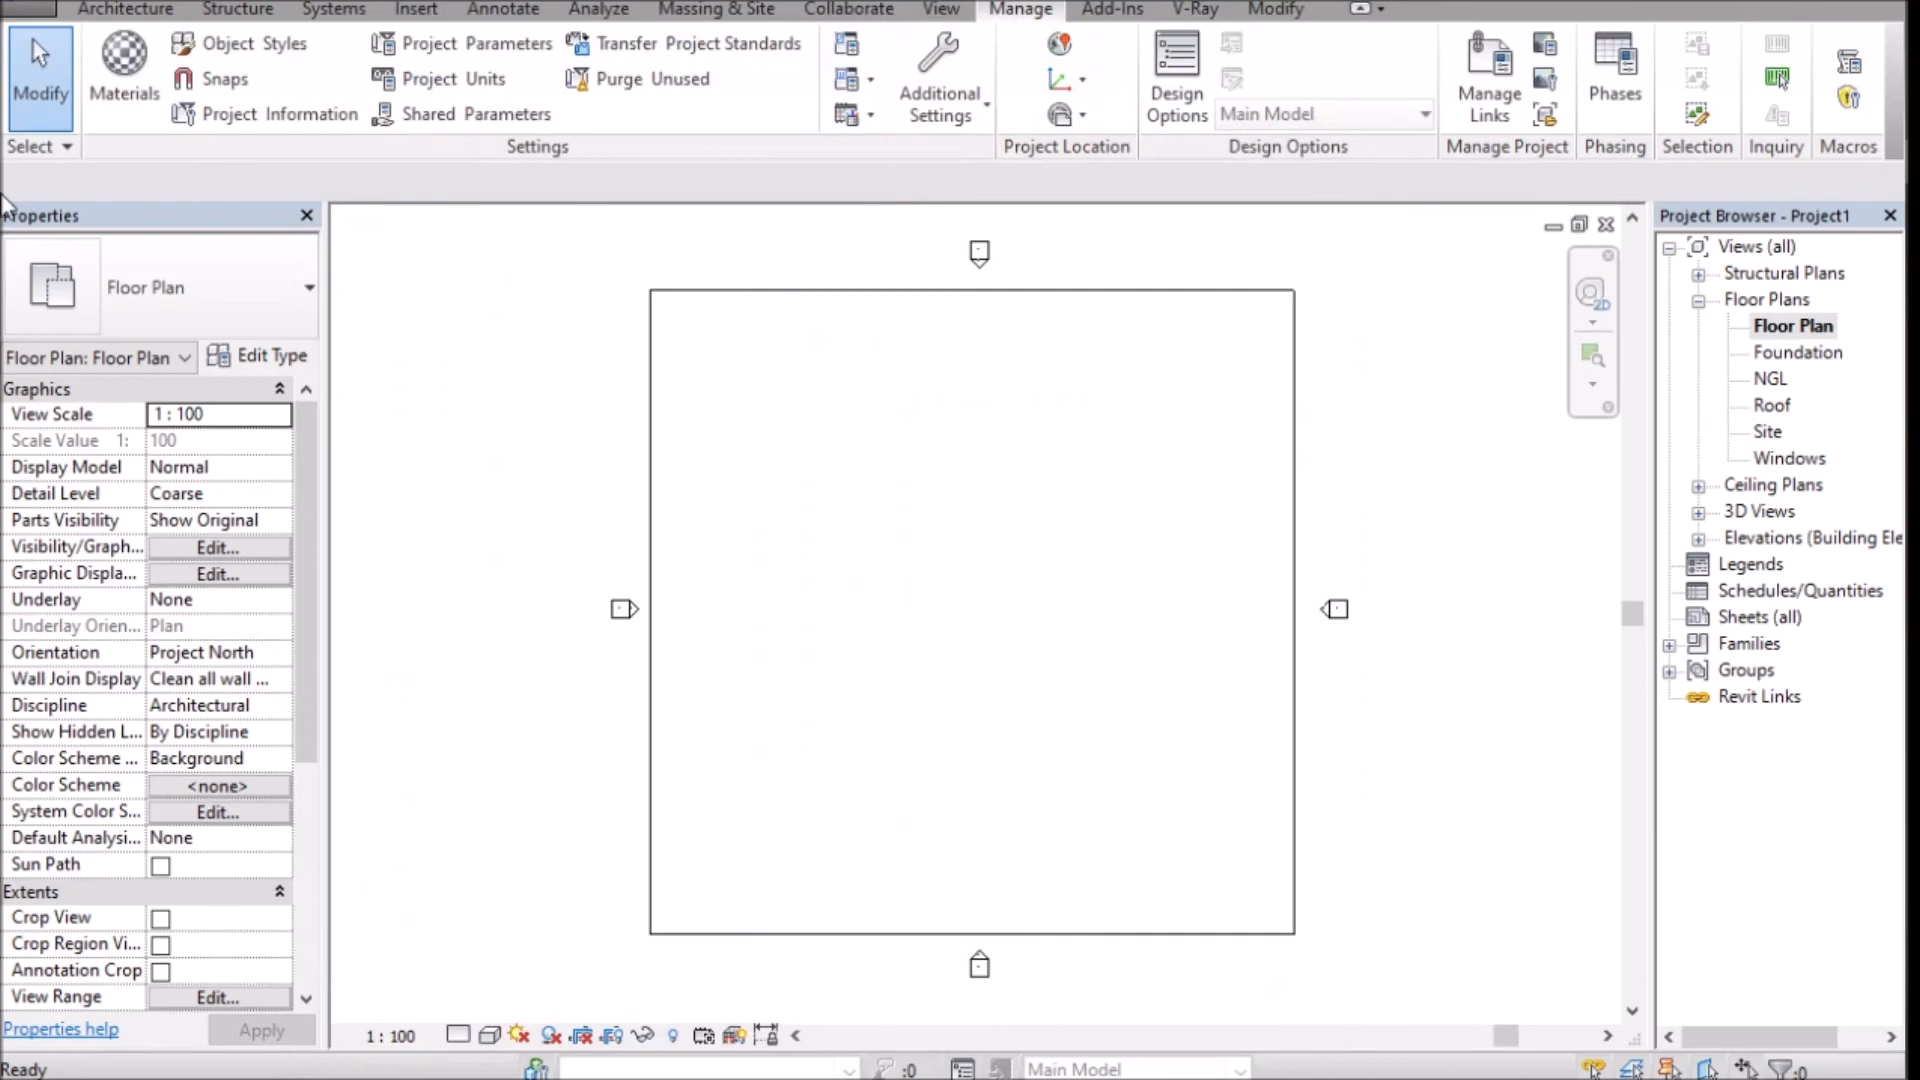 Architecture Structure Systems Insert Annotate Analyze Massing & Site Collaborate View Manage Add-Ins V-Ray Modify
Modify
Materials
Object Styles
Snaps
Project Information
Project Parameters
Project Units
Shared Parameters
Transfer Project Standards
Purge Unused
Additional
Settings
Design
Options
Main Model
Manage
Links
Phases
Select Settings Project Location Design Options Manage Project Phasing Selection Inquiry Macros
Properties
Floor Plan
Floor Plan: Floor Plan Edit Type
Graphics
View Scale 1 : 100
Scale Value 1: 100
Display Model Normal
Detail Level Coarse
Parts Visibility Show Original
Visibility/Graph... Edit...
Graphic Displa... Edit...
Underlay None
Underlay Orien... Plan
Orientation Project North
Wall Join Display Clean all wall ...
Discipline Architectural
Show Hidden L... By Discipline
Color Scheme ... Background
Color Scheme <none>
System Color S... Edit...
Default Analysi... None
Sun Path
Extents
Crop View
Crop Region Vi...
Annotation Crop
View Range Edit...
Properties help Apply
2D
1 : 100
Project Browser - Project1
Views (all)
Structural Plans
Floor Plans
Floor Plan
Foundation
NGL
Roof
Site
Windows
Ceiling Plans
3D Views
Elevations (Building Ele
Legends
Schedules/Quantities
Sheets (all)
Families
Groups
Revit Links
Ready :0 Main Model :0